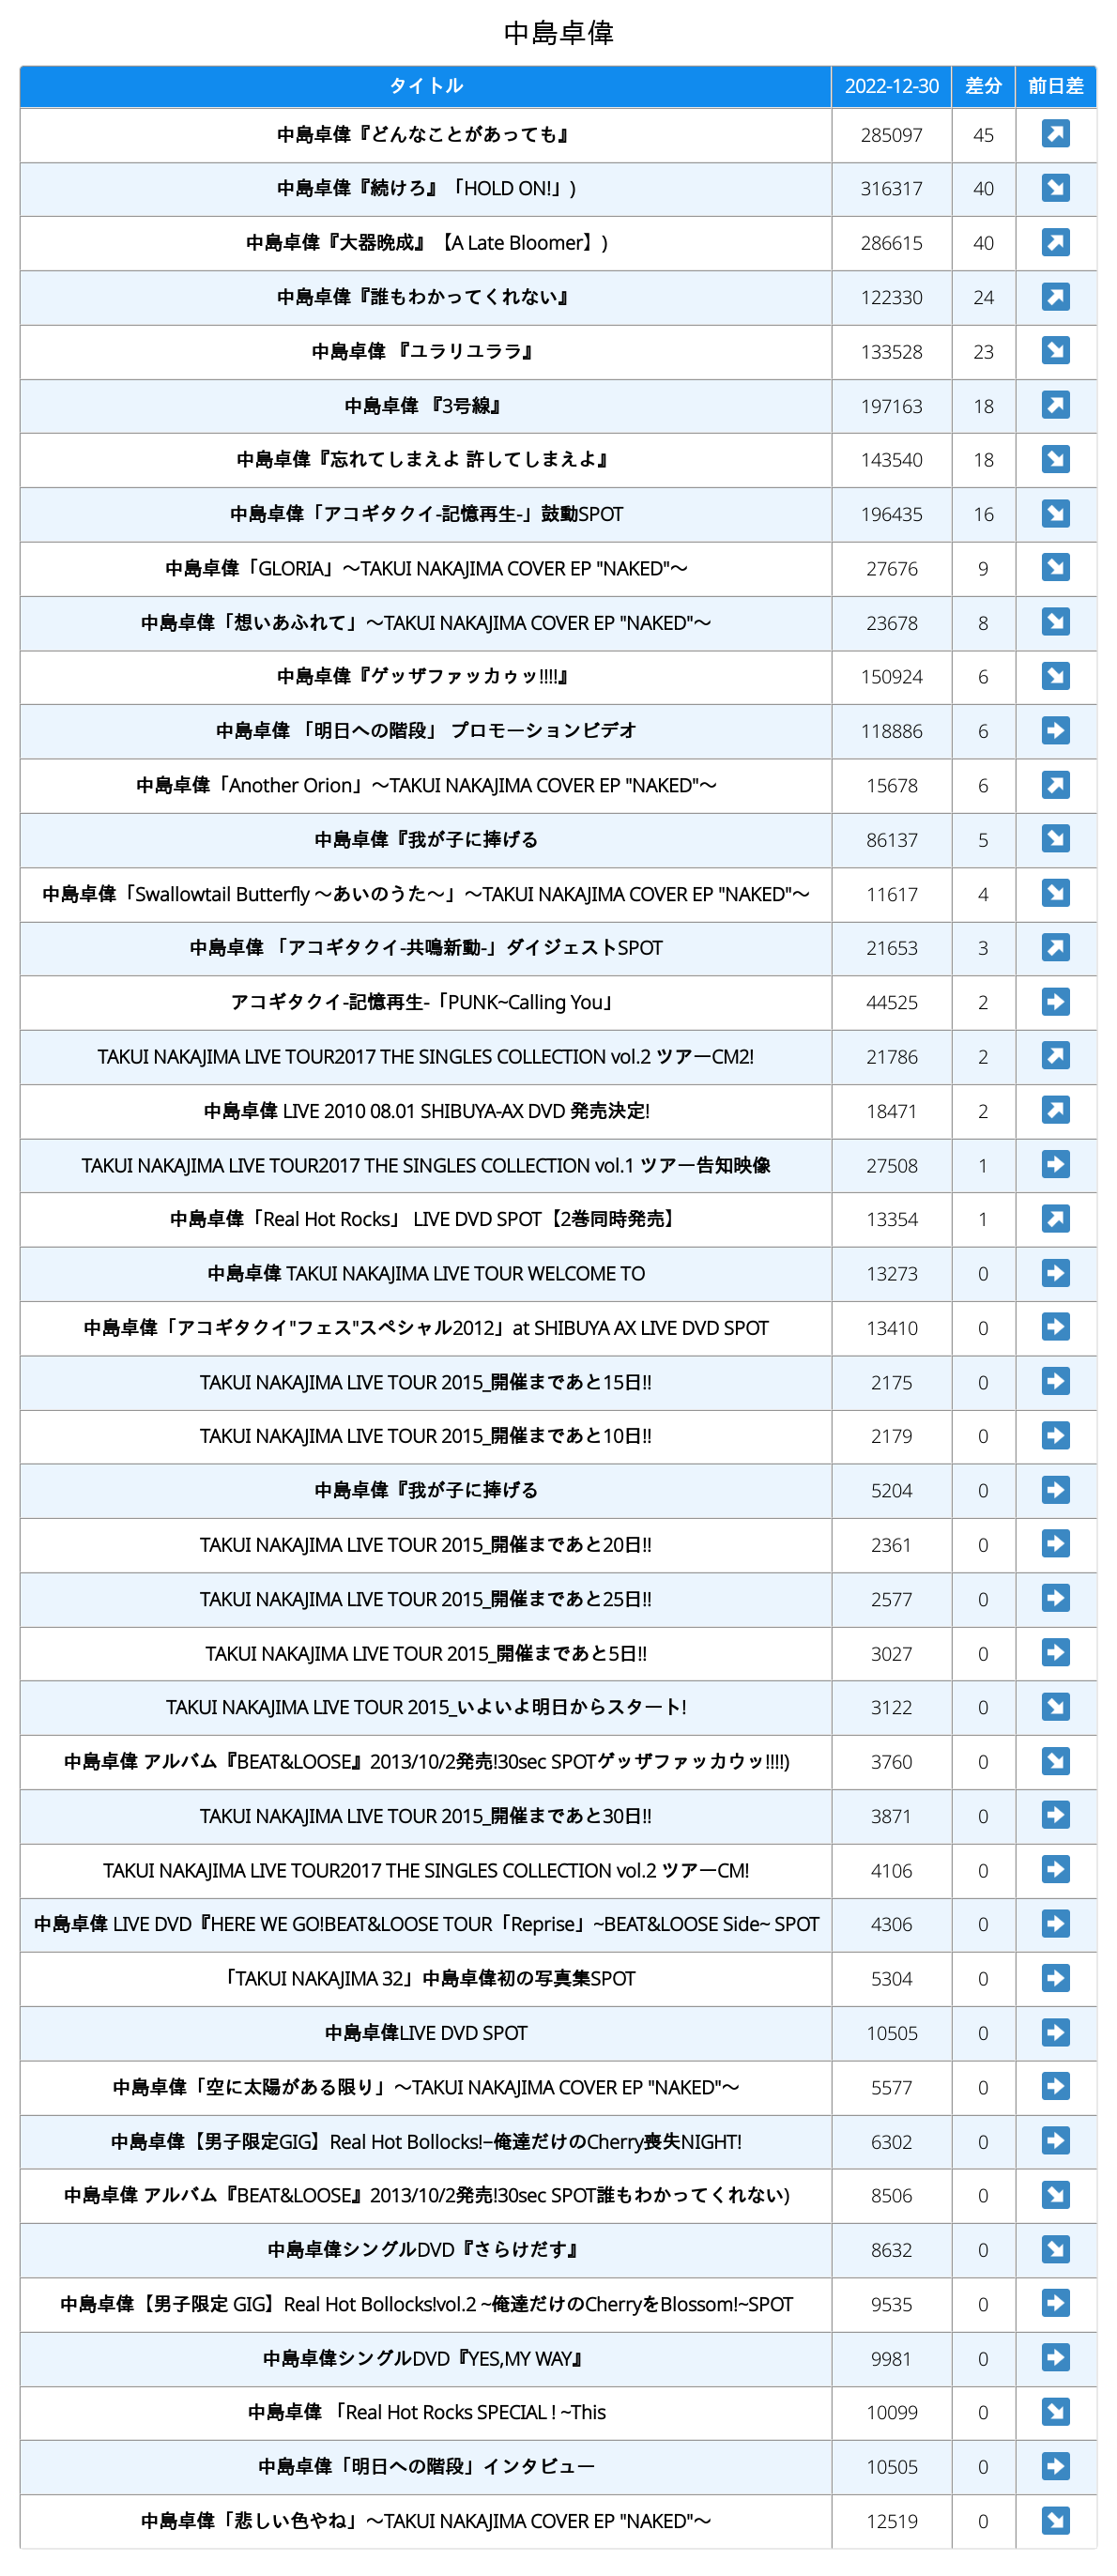 中島卓偉
タイトル 2022-12-30 差分 前日差
中島卓偉『どんなことがあっても』 285097 45 ↗
中島卓偉『続けろ』「HOLD ON!」) 316317 40 ↘
中島卓偉『大器晩成』【A Late Bloomer】) 286615 40 ↗
中島卓偉『誰もわかってくれない』 122330 24 ↗
中島卓偉 『ユラリユララ』 133528 23 ↘
中島卓偉 『3号線』 197163 18 ↗
中島卓偉『忘れてしまえよ 許してしまえよ』 143540 18 ↘
中島卓偉「アコギタクイ-記憶再生-」鼓動SPOT 196435 16 ↘
中島卓偉「GLORIA」〜TAKUI NAKAJIMA COVER EP "NAKED"〜 27676 9 ↘
中島卓偉「想いあふれて」〜TAKUI NAKAJIMA COVER EP "NAKED"〜 23678 8 ↘
中島卓偉『ゲッザファッカゥッ!!!!』 150924 6 ↘
中島卓偉 「明日への階段」 プロモーションビデオ 118886 6 ➡
中島卓偉「Another Orion」〜TAKUI NAKAJIMA COVER EP "NAKED"〜 15678 6 ↗
中島卓偉『我が子に捧げる 86137 5 ↘
中島卓偉「Swallowtail Butterfly 〜あいのうた〜」〜TAKUI NAKAJIMA COVER EP "NAKED"〜 11617 4 ↘
中島卓偉 「アコギタクイ-共鳴新動-」ダイジェストSPOT 21653 3 ↗
アコギタクイ-記憶再生-「PUNK~Calling You」 44525 2 ➡
TAKUI NAKAJIMA LIVE TOUR2017 THE SINGLES COLLECTION vol.2 ツアーCM2! 21786 2 ↗
中島卓偉 LIVE 2010 08.01 SHIBUYA-AX DVD 発売決定! 18471 2 ↗
TAKUI NAKAJIMA LIVE TOUR2017 THE SINGLES COLLECTION vol.1 ツアー告知映像 27508 1 ➡
中島卓偉「Real Hot Rocks」 LIVE DVD SPOT【2巻同時発売】 13354 1 ↗
中島卓偉 TAKUI NAKAJIMA LIVE TOUR WELCOME TO 13273 0 ➡
中島卓偉「アコギタクイ"フェス"スペシャル2012」at SHIBUYA AX LIVE DVD SPOT 13410 0 ➡
TAKUI NAKAJIMA LIVE TOUR 2015_開催まであと15日!! 2175 0 ➡
TAKUI NAKAJIMA LIVE TOUR 2015_開催まであと10日!! 2179 0 ➡
中島卓偉『我が子に捧げる 5204 0 ➡
TAKUI NAKAJIMA LIVE TOUR 2015_開催まであと20日!! 2361 0 ➡
TAKUI NAKAJIMA LIVE TOUR 2015_開催まであと25日!! 2577 0 ➡
TAKUI NAKAJIMA LIVE TOUR 2015_開催まであと5日!! 3027 0 ➡
TAKUI NAKAJIMA LIVE TOUR 2015_いよいよ明日からスタート! 3122 0 ↘
中島卓偉 アルバム『BEAT&LOOSE』2013/10/2発売!30sec SPOTゲッザファッカウッ!!!!) 3760 0 ↘
TAKUI NAKAJIMA LIVE TOUR 2015_開催まであと30日!! 3871 0 ➡
TAKUI NAKAJIMA LIVE TOUR2017 THE SINGLES COLLECTION vol.2 ツアーCM! 4106 0 ➡
中島卓偉 LIVE DVD『HERE WE GO!BEAT&LOOSE TOUR「Reprise」~BEAT&LOOSE Side~ SPOT 4306 0 ➡
「TAKUI NAKAJIMA 32」中島卓偉初の写真集SPOT 5304 0 ➡
中島卓偉LIVE DVD SPOT 10505 0 ➡
中島卓偉「空に太陽がある限り」〜TAKUI NAKAJIMA COVER EP "NAKED"〜 5577 0 ➡
中島卓偉【男子限定GIG】Real Hot Bollocks!−俺達だけのCherry喪失NIGHT! 6302 0 ➡
中島卓偉 アルバム『BEAT&LOOSE』2013/10/2発売!30sec SPOT誰もわかってくれない) 8506 0 ↘
中島卓偉シングルDVD『さらけだす』 8632 0 ↘
中島卓偉【男子限定 GIG】Real Hot Bollocks!vol.2 ~俺達だけのCherryをBlossom!~SPOT 9535 0 ➡
中島卓偉シングルDVD『YES,MY WAY』 9981 0 ➡
中島卓偉 「Real Hot Rocks SPECIAL ! ~This 10099 0 ↘
中島卓偉「明日への階段」インタビュー 10505 0 ➡
中島卓偉「悲しい色やね」〜TAKUI NAKAJIMA COVER EP "NAKED"〜 12519 0 ↘